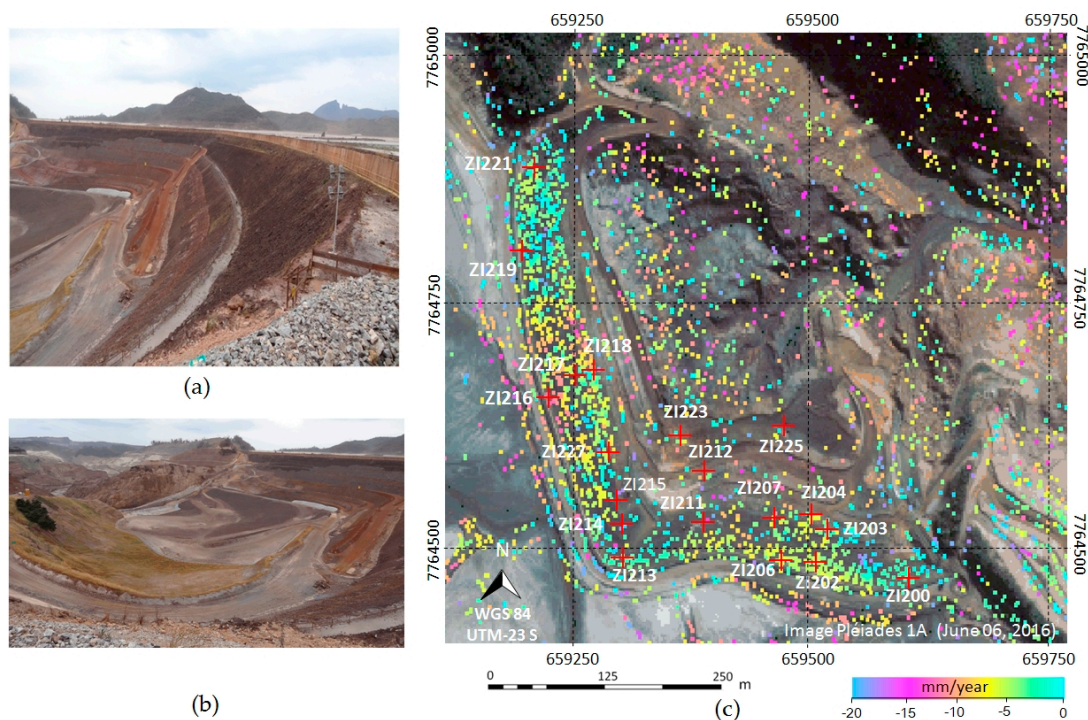 659250 659500 659750
7765000 7765000
ZI221
ZI219
7764750 7764750
ZI218
ZI217
ZI216
ZI223
ZI225
ZI227
ZI212
ZI215
ZI207
ZI204
ZI211
ZI214
ZI203
7764500 7764500
ZI213
ZI206
Z:202
ZI200
N
WGS 84
UTM-23 S
Image Pleiades 1A (June 06, 2016)
659250 659500 659750
0 125 250
m
mm/year
-20 -15 -10 -5 0
(a)
(b)
(c)